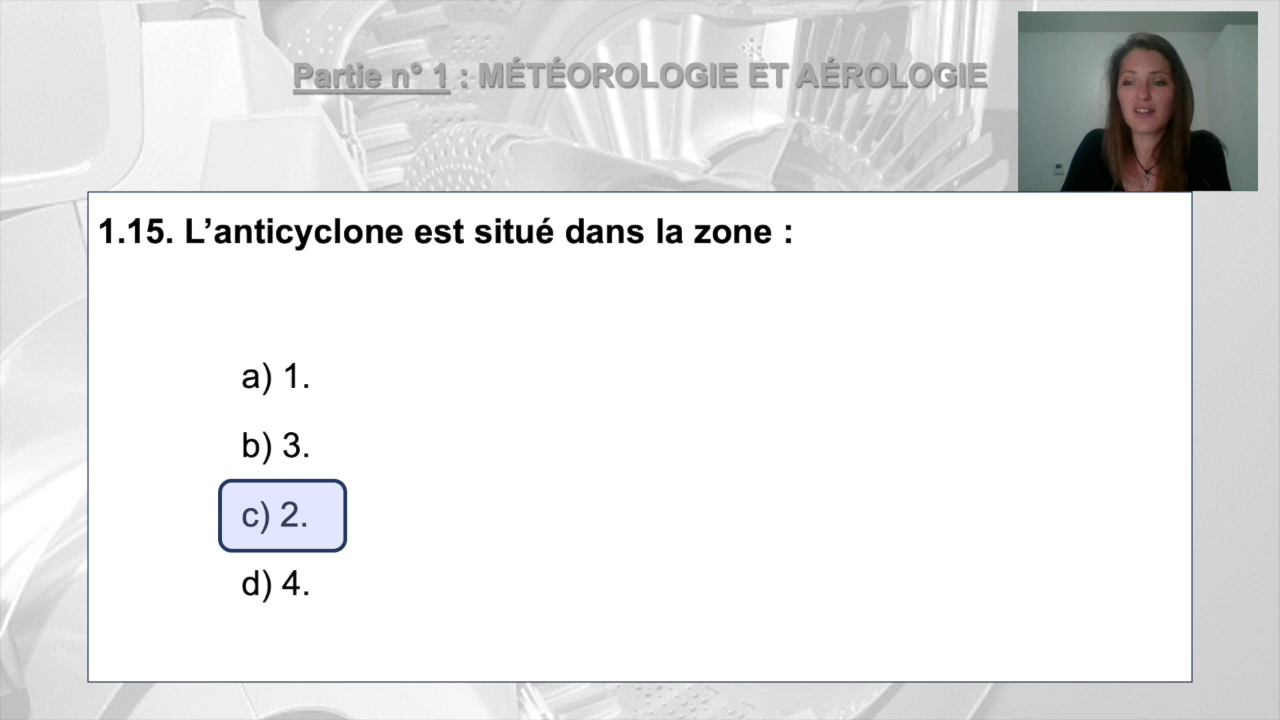 Partie n° 1 : MÉTÉOROLOGIE ET AÉROLOGIE
1.15. L’anticyclone est situé dans la zone :
a) 1.
b) 3.
c) 2.
d) 4.